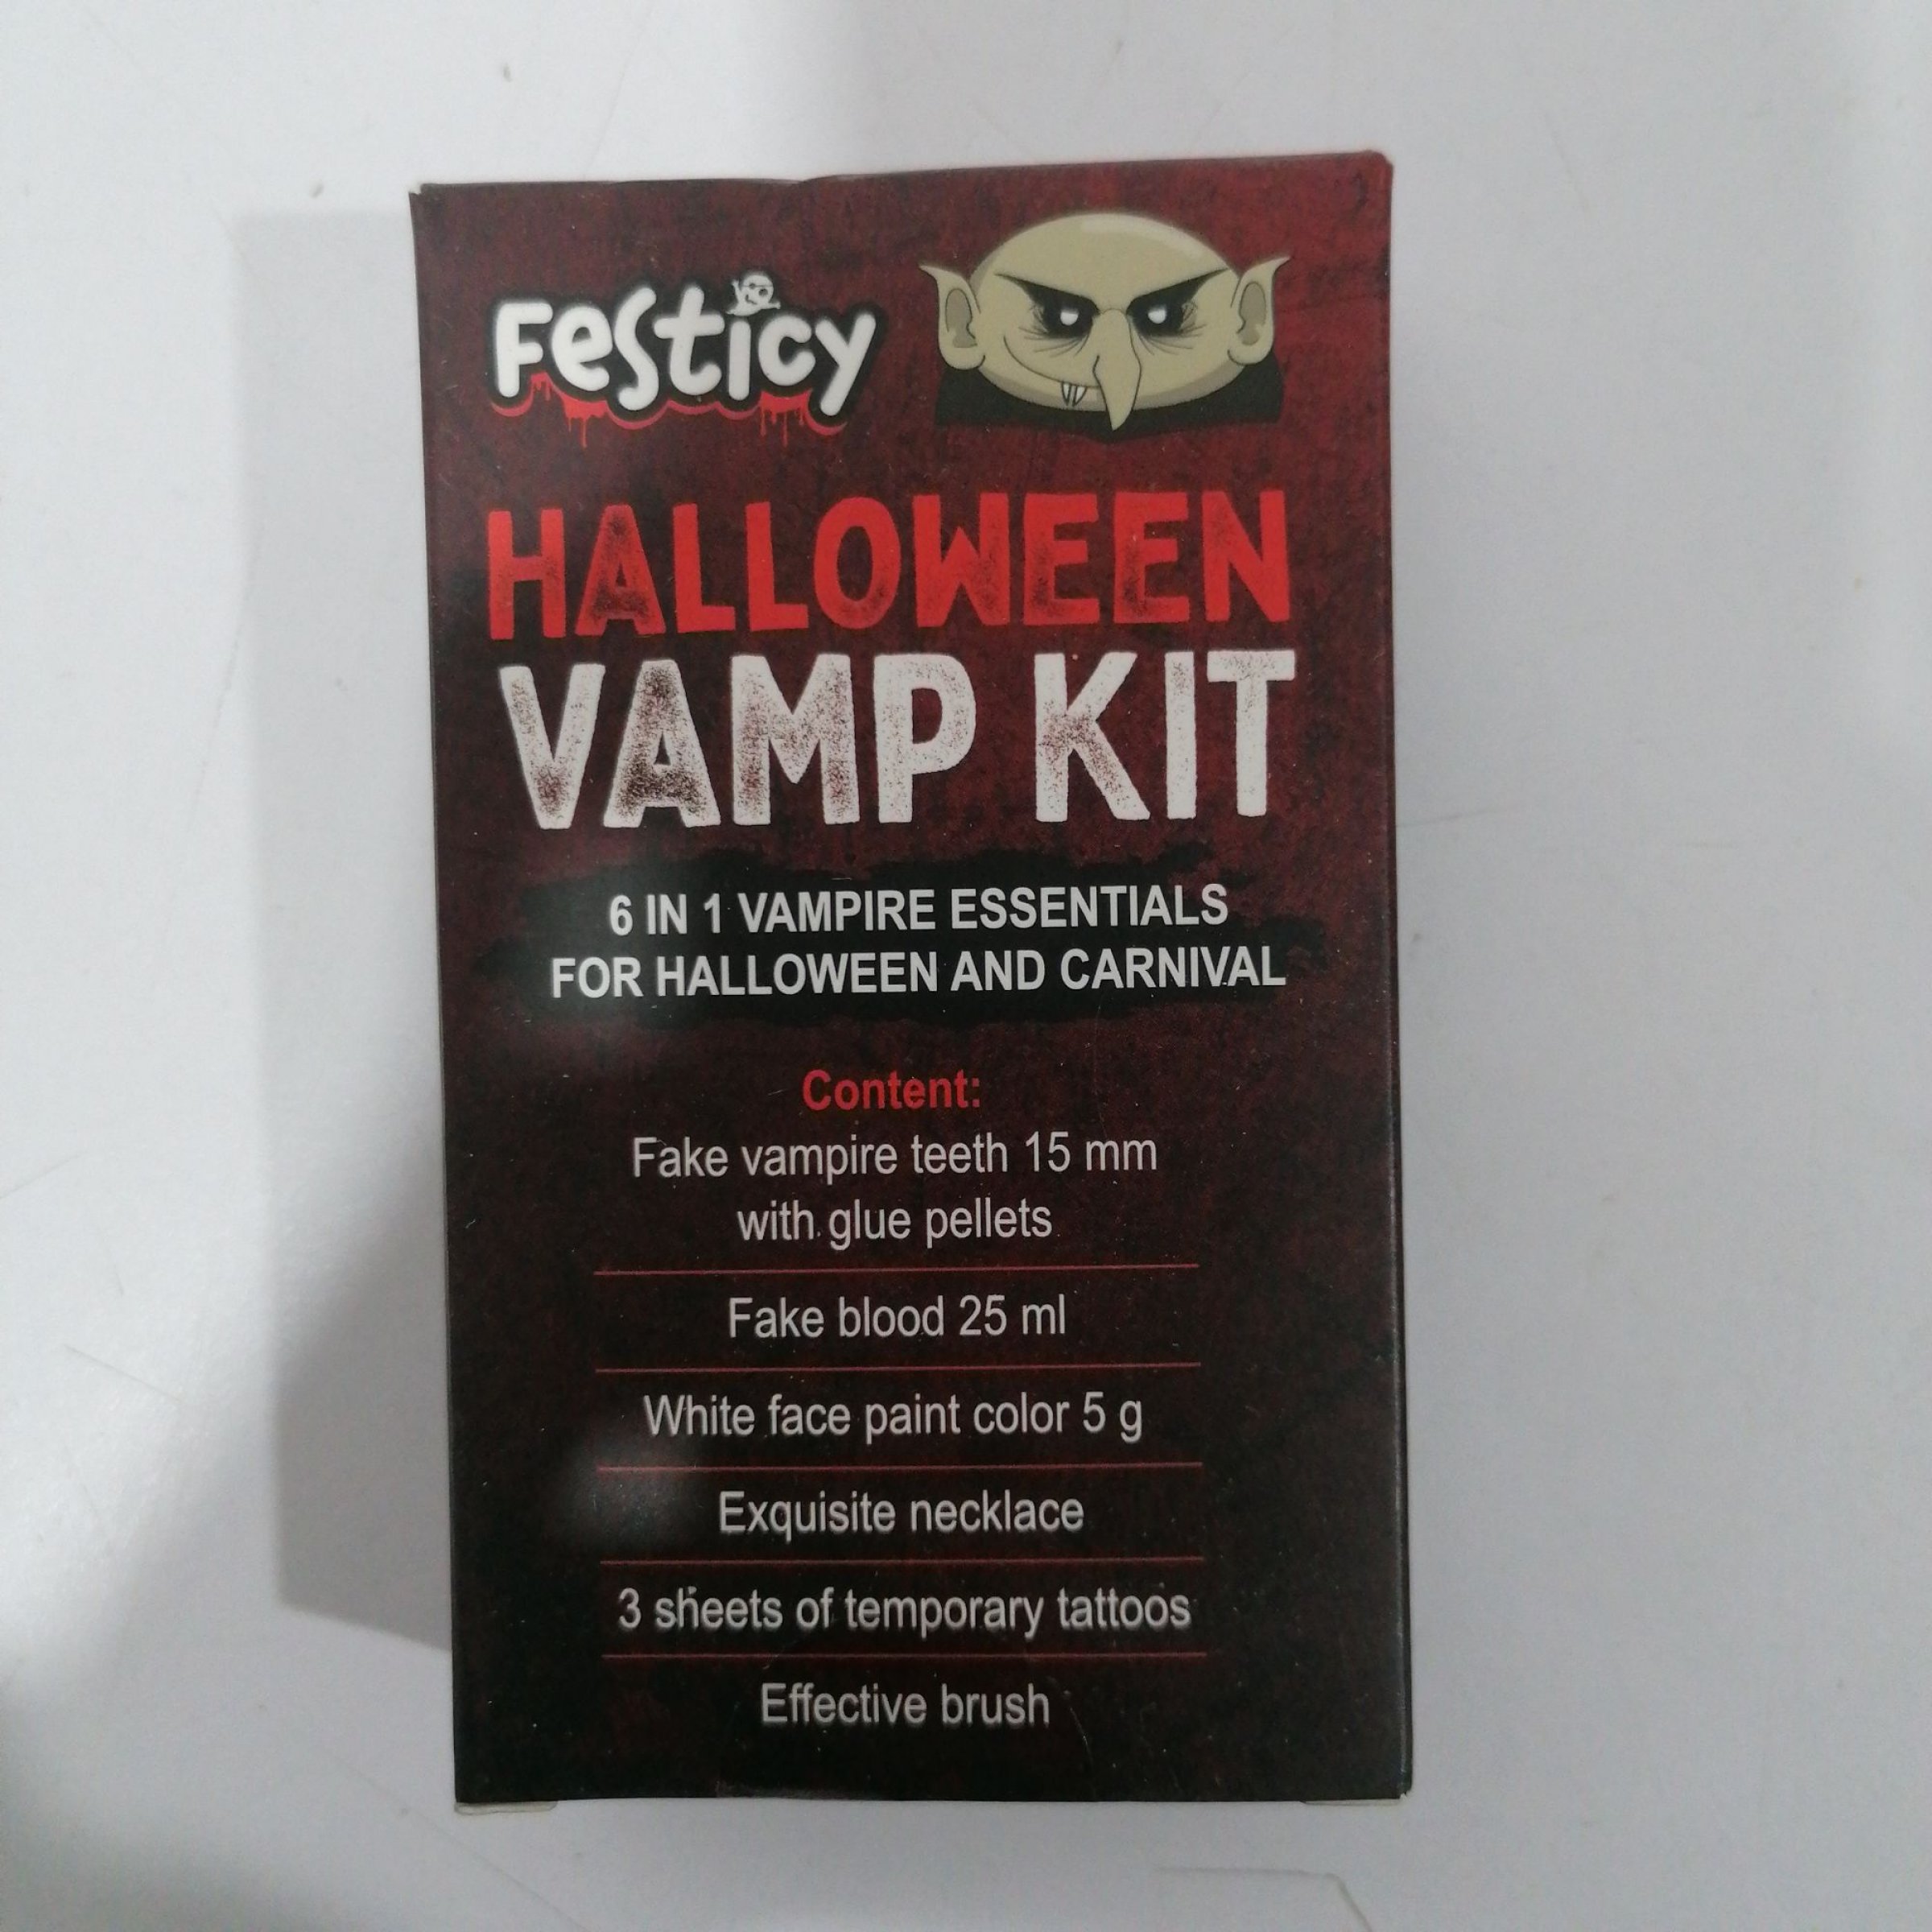 Festicy
HALLOWEEN
VAMP KIT
6 IN 1 VAMPIRE ESSENTIALS
FOR HALLOWEEN AND CARNIVAL
Content:
Fake vampire teeth 15 mm
with glue pellets
Fake blood 25 ml
White face paint color 5 g
Exquisite necklace
3 sheets of temporary tattoos
Effective brush